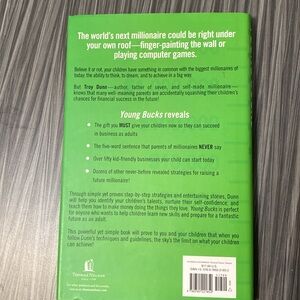 The world's next millionaire could be right under
your own roof—finger-painting the wall or
playing computer games.
Believe it or not, your children have something in common with the biggest millionaires of
today, the ability to think, to dream, and to achieve in a big way.
But Troy Dunn—author, father of seven, and self-made millionaire—
knows that many well-meaning parents are accidentally squashing their children's
chances for financial success in the future!
Young Bucks reveals
The gift you MUST give your children now so they can succeed
in business as adults
The five-word sentence that parents of millionaires NEVER say
Over fifty kid-friendly businesses your child can start today
Dozens of other never-before revealed strategies for raising a
future millionaire!
Through simple yet proven step-by-step strategies and entertaining stories, Dunn
will help you identify your children's talents, nurture their self-confidence, and
teach them how to make money doing the things they love. Young Bucks is perfect
for anyone who wants to help children learn new skills and prepare for a fantastic
future as an adult.
This powerful yet simple book will prove to you and your children that when you
follow Dunn's techniques and guidelines, the sky's the limit on what your children
can achieve!
THOMAS NELSON